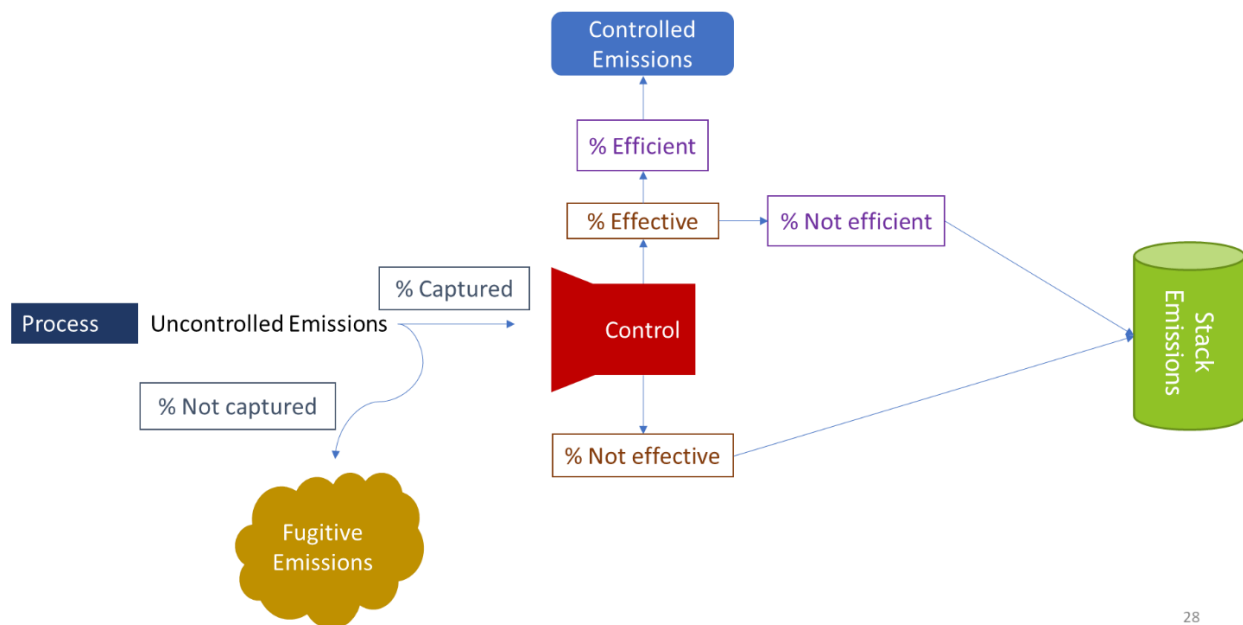 Controlled
Emissions
% Efficient
% Effective
% Not efficient
% Captured
Process
Uncontrolled Emissions
Control
Stack
Emissions
% Not captured
% Not effective
Fugitive
Emissions
28